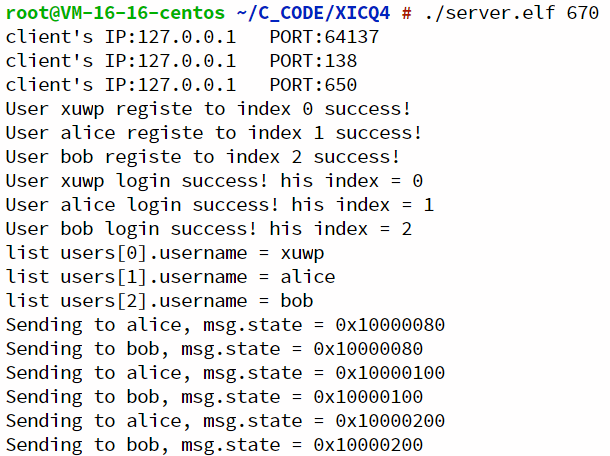 root@VM-16-16-centos ~/C_CODE/XICQ4 # ./server.elf 670
client's IP:127.0.0.1   PORT:64137
client's IP:127.0.0.1   PORT:138
client's IP:127.0.0.1   PORT:650
User xuwp registe to index 0 success!
User alice registe to index 1 success!
User bob registe to index 2 success!
User xuwp login success! his index = 0
User alice login success! his index = 1
User bob login success! his index = 2
list users[0].username = xuwp
list users[1].username = alice
list users[2].username = bob
Sending to alice, msg.state = 0x10000080
Sending to bob, msg.state = 0x10000080
Sending to alice, msg.state = 0x10000100
Sending to bob, msg.state = 0x10000100
Sending to alice, msg.state = 0x10000200
Sending to bob, msg.state = 0x10000200